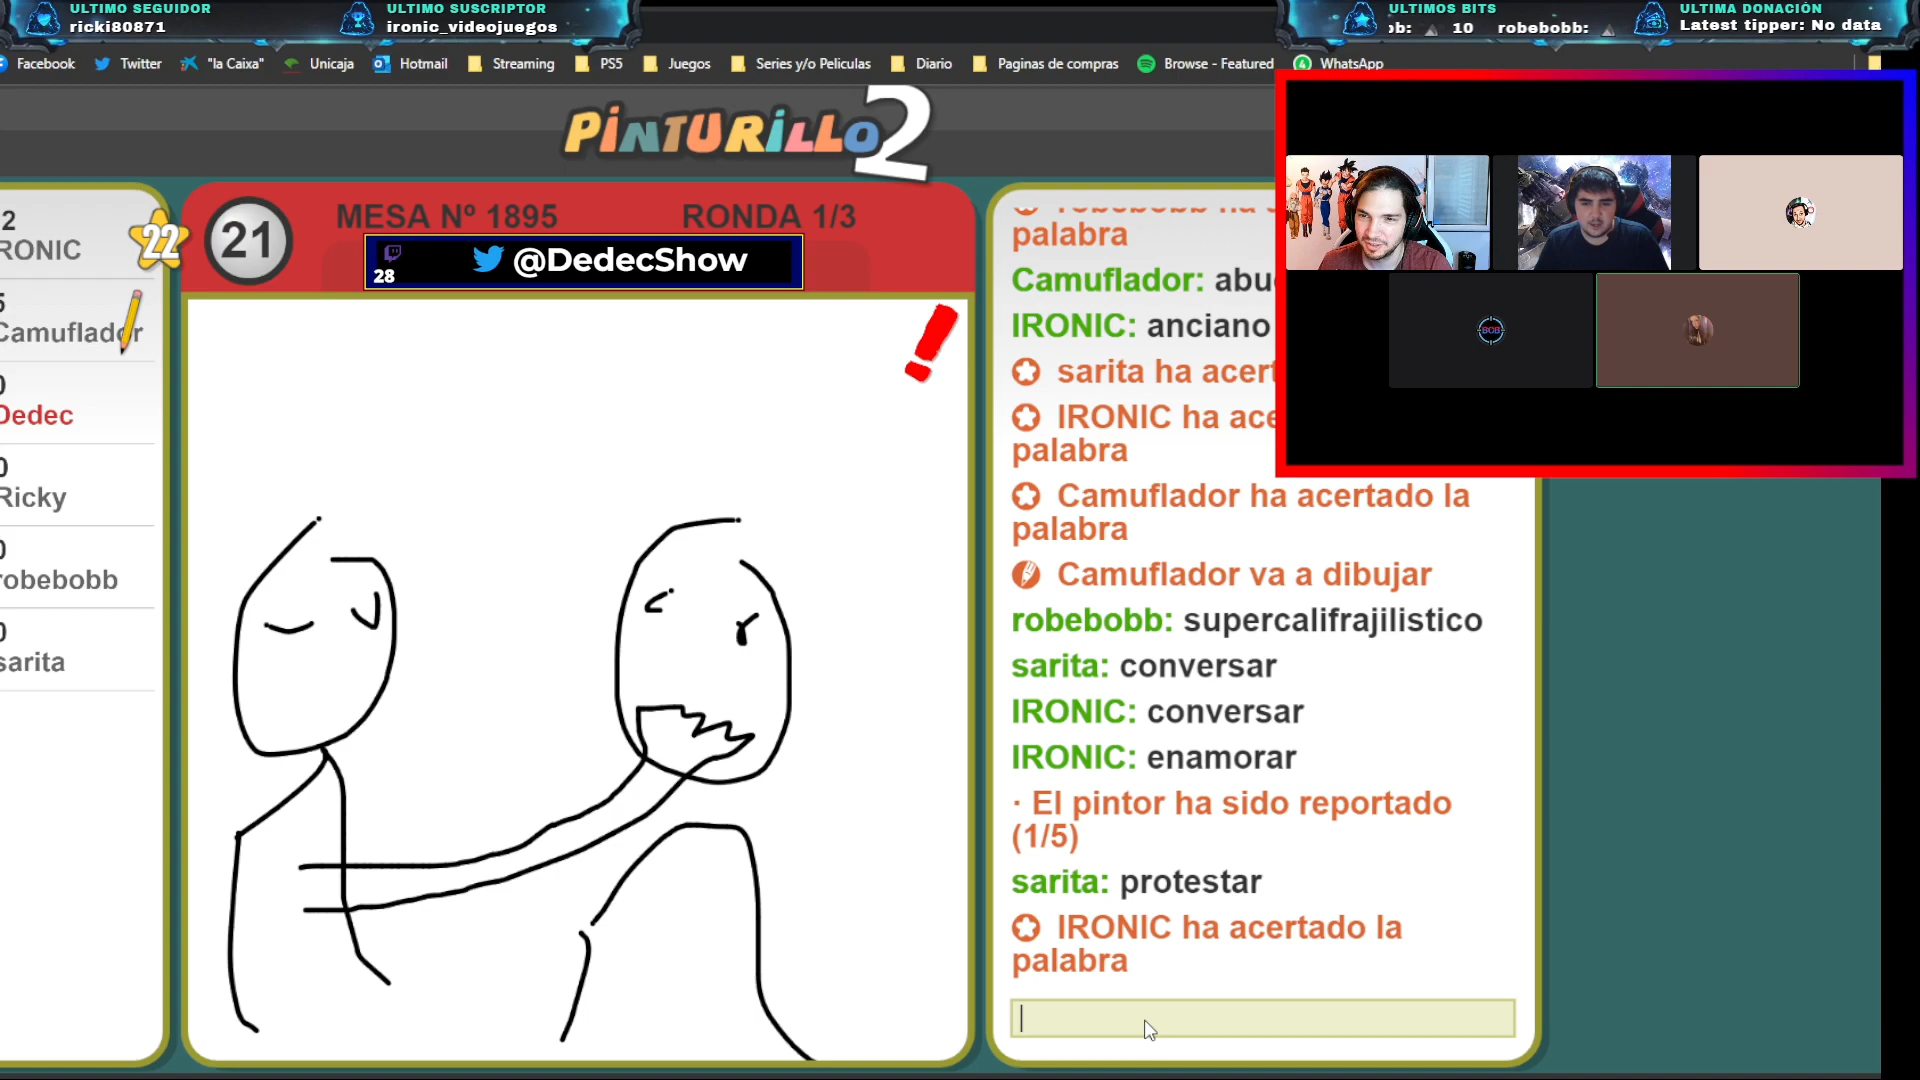 ULTIMO SEGUIDOR
ricki80871
ULTIMO SUSCRIPTOR
ironic_videojuegos
ULTIMOS BITS
10 robebobb:
ULTIMA DONACIÓN
Latest tipper: No data
Facebook Twitter "la Caixa" Unicaja Hotmail Streaming PS5 Juegos Series y/o Peliculas Diario Paginas de compras Browse - Featured WhatsApp
PINTURILLO 2
RONIC
22
Camuflador
Dedec
Ricky
robebobb
sarita
21
MESA Nº 1895
RONDA 1/3
28
@DedecShow
palabra
Camuflador:
IRONIC: anciano
sarita ha
IRONIC ha
palabra
Camuflador ha acertado la
palabra
Camuflador va a dibujar
robebobb: supercalifrajilistico
sarita: conversar
IRONIC: conversar
IRONIC: enamorar
· El pintor ha sido reportado
(1/5)
sarita: protestar
IRONIC ha acertado la
palabra
BOB